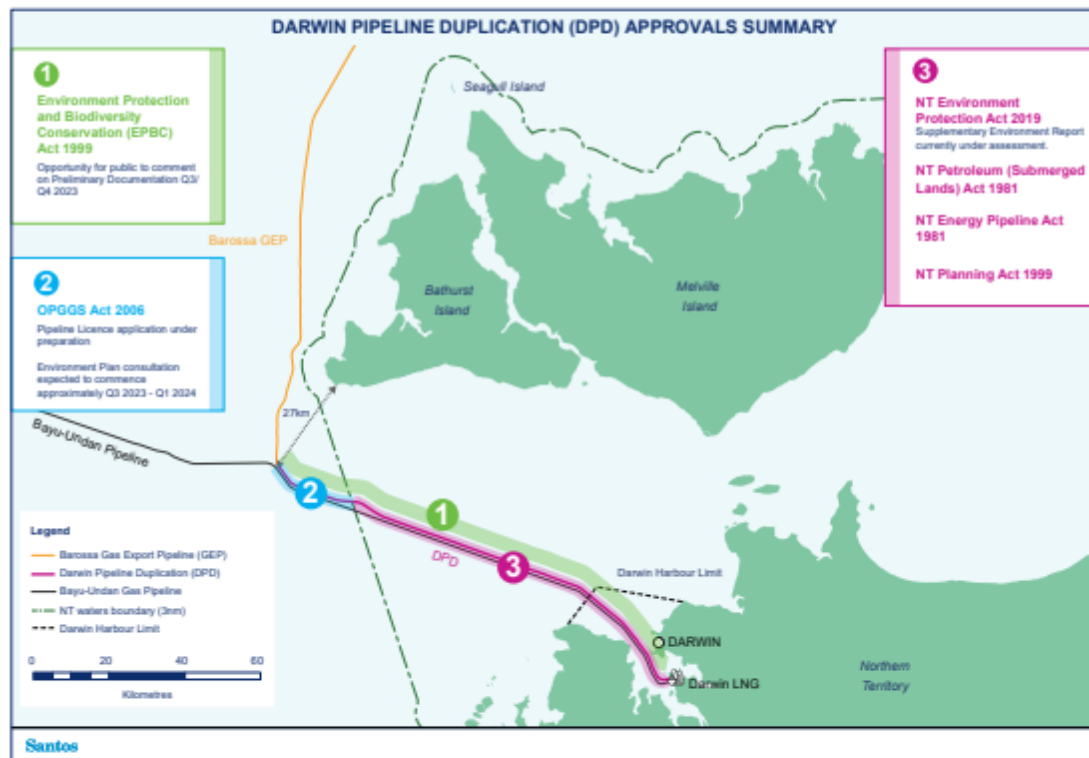 DARWIN PIPELINE DUPLICATION (DPD) APPROVALS SUMMARY
1
Environment Protection
and Biodiversity
Conservation (EPBC)
Act 1999
Opportunity for public to comment
on Preliminary Documentation Q3/
Q4 2023
2
OPGGS Act 2006
Pipeline Licence application under
preparation
Environment Plan consultation
expected to commence
approximately Q3 2023 - Q1 2024
3
NT Environment
Protection Act 2019
Supplementary Environment Report
currently under assessment.
NT Petroleum (Submerged
Lands) Act 1981
NT Energy Pipeline Act
1981
NT Planning Act 1999
Seagull Island
Barossa GEP
Bathurst
Island
Melville
Island
27km
Bayu-Undan Pipeline
2
1
DPD
3
Darwin Harbour Limit
DARWIN
Darwin LNG
Northern
Territory
Legend
Barossa Gas Export Pipeline (GEP)
Darwin Pipeline Duplication (DPD)
Bayu-Undan Gas Pipeline
NT waters boundary (3nm)
Darwin Harbour Limit
0 20 40 60
Kilometres
Santos